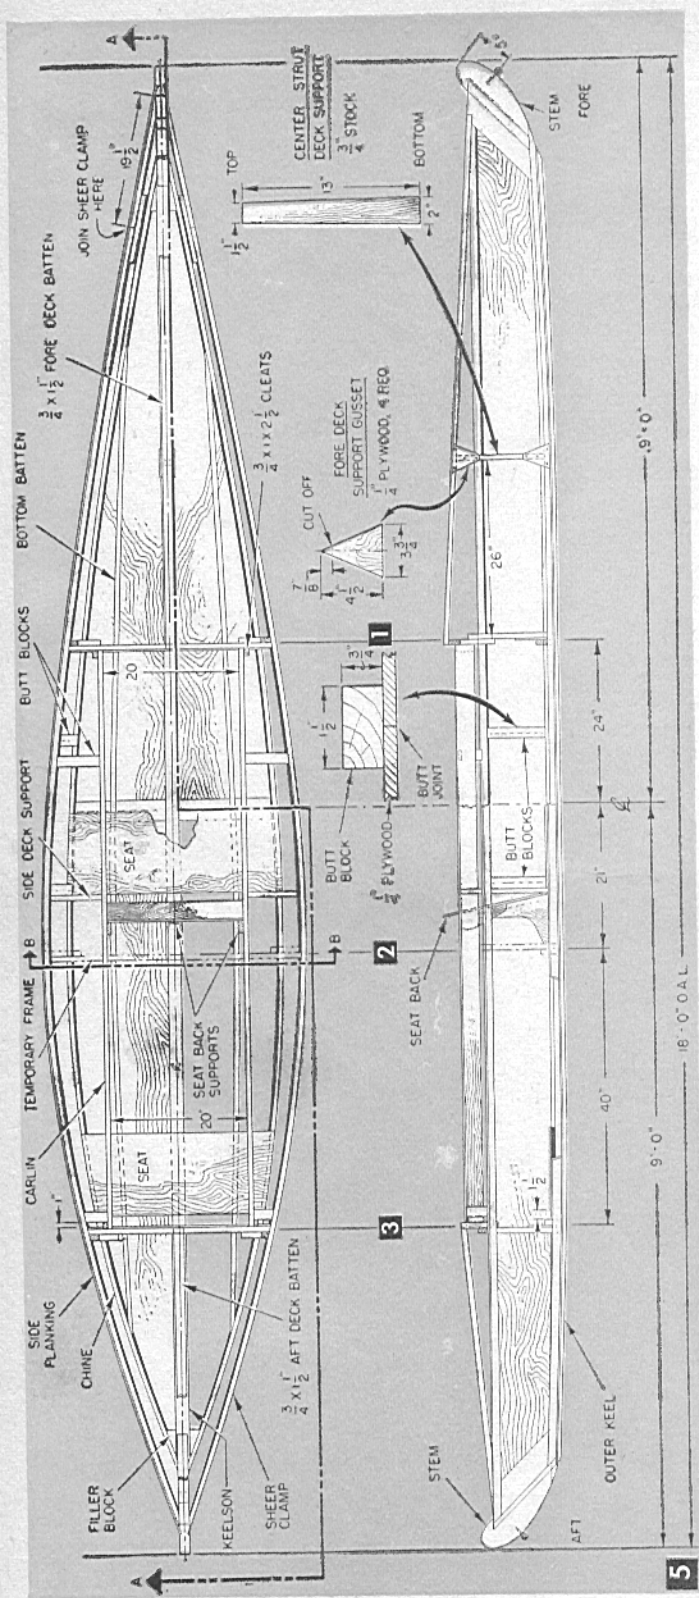 A
JOIN SHEER CLAMP
HERE
19 1/2"
3/4 X 1 1/2" FORE DECK BATTEN
BOTTOM BATTEN
3/4 X 1 X 2 1/2 CLEATS
BUTT BLOCKS
SIDE DECK SUPPORT
TEMPORARY FRAME
CARLIN
1"
SIDE
PLANKING
CHINE
FILLER
BLOCK
KEELSON
SHEER
CLAMP
3/4 X 1 1/2" AFT DECK BATTEN
SEAT
20"
SEAT BACK
SUPPORTS
B
B
SEAT
20
A
CENTER STRUT
DECK SUPPORT
3/4" STOCK
TOP
BOTTOM
13"
1 1/2"
2"
FORE DECK
SUPPORT GUSSET
1/4" PLYWOOD, 4 REQ.
CUT OFF
7/8"
4 1/2"
3 3/4"
1
3/4"
1 1/2"
BUTT
BLOCK
1/4" PLYWOOD
BUTT
JOINT
2
3
5"
STEM
FORE
26"
BUTT
BLOCKS
SEAT BACK
1 1/2"
STEM
AFT
OUTER KEEL
24"
21"
40"
9'-0"
9'-0"
18'-0" O.A.L.
5